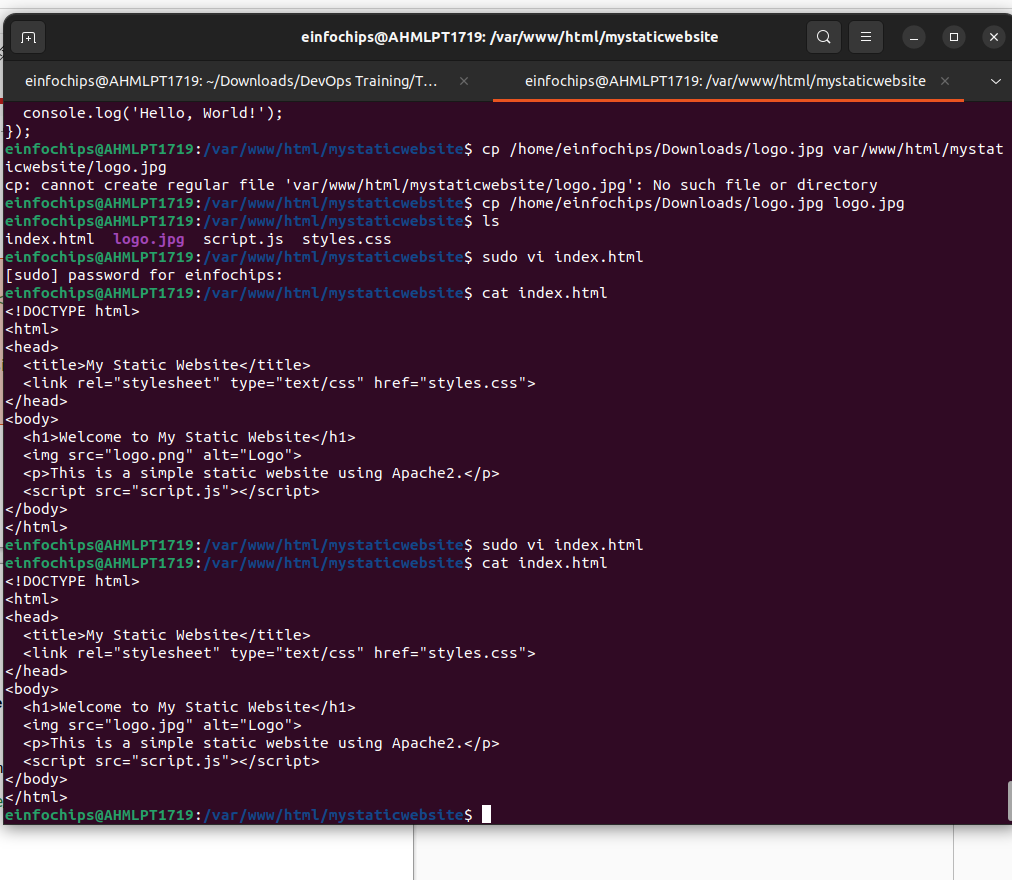 einfochips@AHMLPT1719: /var/www/html/mystaticwebsite
einfochips@AHMLPT1719: ~/Downloads/DevOps Training/T...
einfochips@AHMLPT1719: /var/www/html/mystaticwebsite
  console.log('Hello, World!');
});
einfochips@AHMLPT1719:/var/www/html/mystaticwebsite$ cp /home/einfochips/Downloads/logo.jpg var/www/html/mystat
icwebsite/logo.jpg
cp: cannot create regular file 'var/www/html/mystaticwebsite/logo.jpg': No such file or directory
einfochips@AHMLPT1719:/var/www/html/mystaticwebsite$ cp /home/einfochips/Downloads/logo.jpg logo.jpg
einfochips@AHMLPT1719:/var/www/html/mystaticwebsite$ ls
index.html  logo.jpg  script.js  styles.css
einfochips@AHMLPT1719:/var/www/html/mystaticwebsite$ sudo vi index.html
[sudo] password for einfochips:
einfochips@AHMLPT1719:/var/www/html/mystaticwebsite$ cat index.html
<!DOCTYPE html>
<html>
<head>
  <title>My Static Website</title>
  <link rel="stylesheet" type="text/css" href="styles.css">
</head>
<body>
  <h1>Welcome to My Static Website</h1>
  <img src="logo.png" alt="Logo">
  <p>This is a simple static website using Apache2.</p>
  <script src="script.js"></script>
</body>
</html>
einfochips@AHMLPT1719:/var/www/html/mystaticwebsite$ sudo vi index.html
einfochips@AHMLPT1719:/var/www/html/mystaticwebsite$ cat index.html
<!DOCTYPE html>
<html>
<head>
  <title>My Static Website</title>
  <link rel="stylesheet" type="text/css" href="styles.css">
</head>
<body>
  <h1>Welcome to My Static Website</h1>
  <img src="logo.jpg" alt="Logo">
  <p>This is a simple static website using Apache2.</p>
  <script src="script.js"></script>
</body>
</html>
einfochips@AHMLPT1719:/var/www/html/mystaticwebsite$